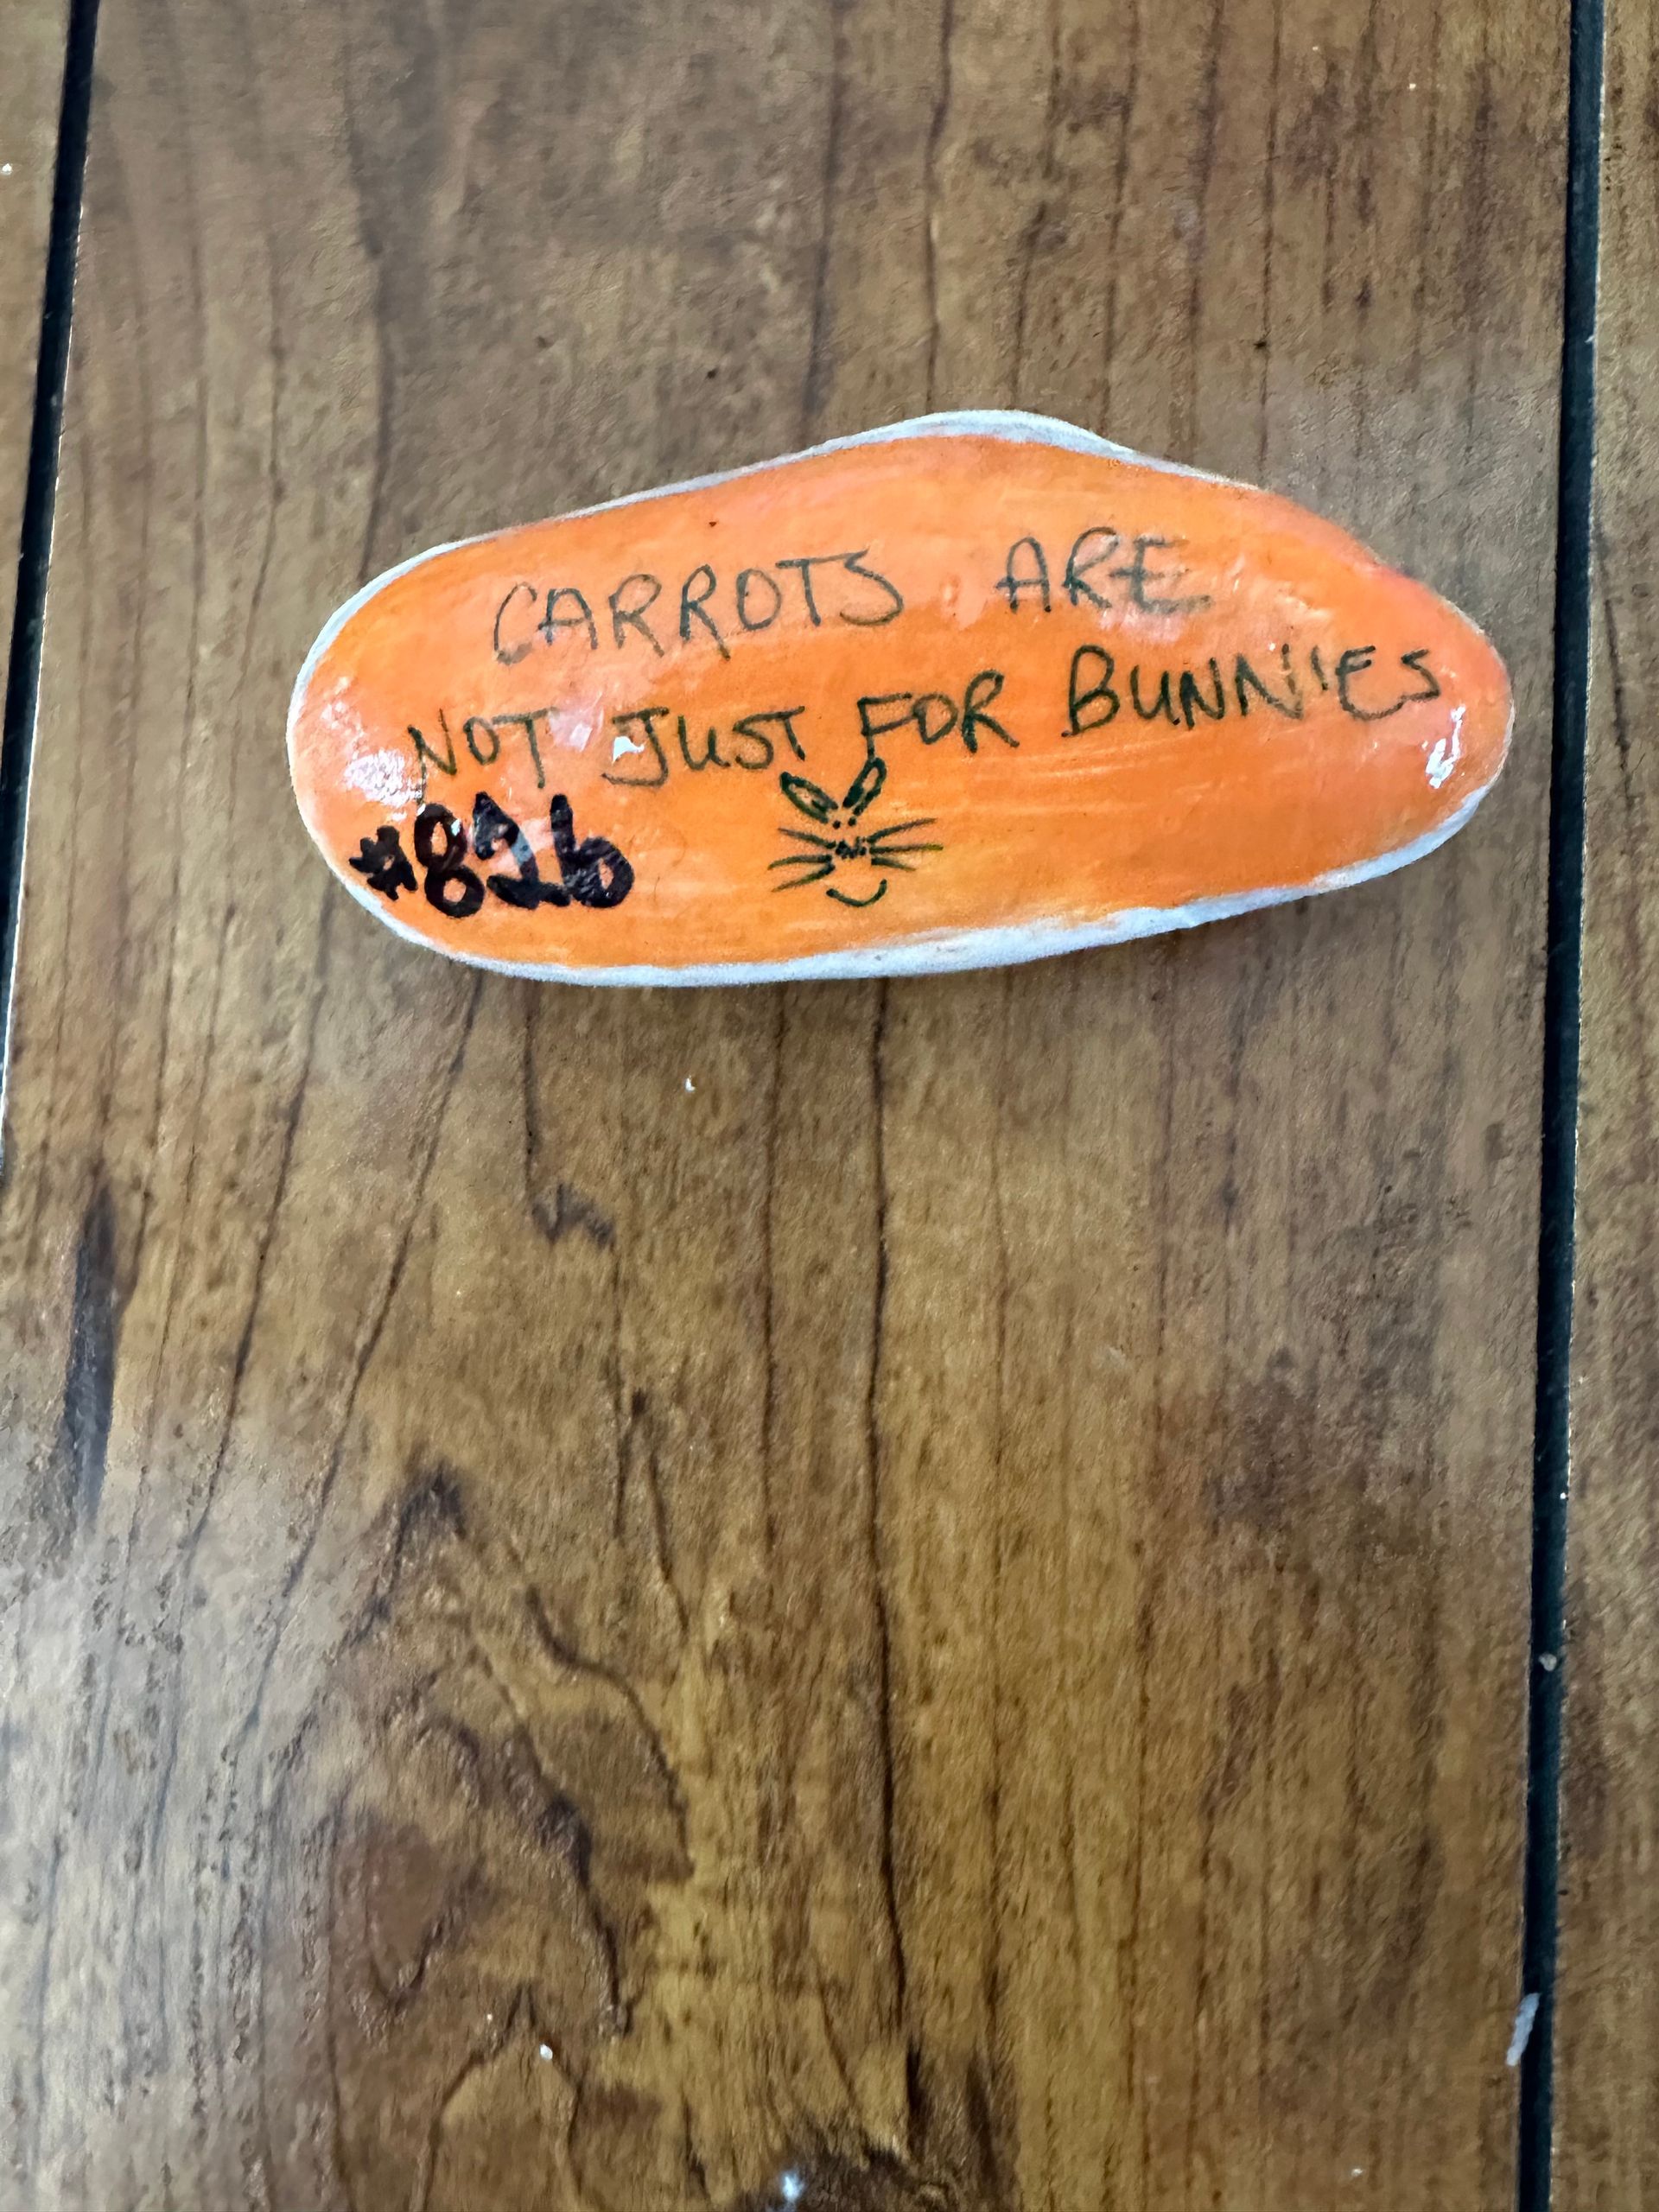 CARROTS ARE
NOT JUST FOR BUNNIES
#826